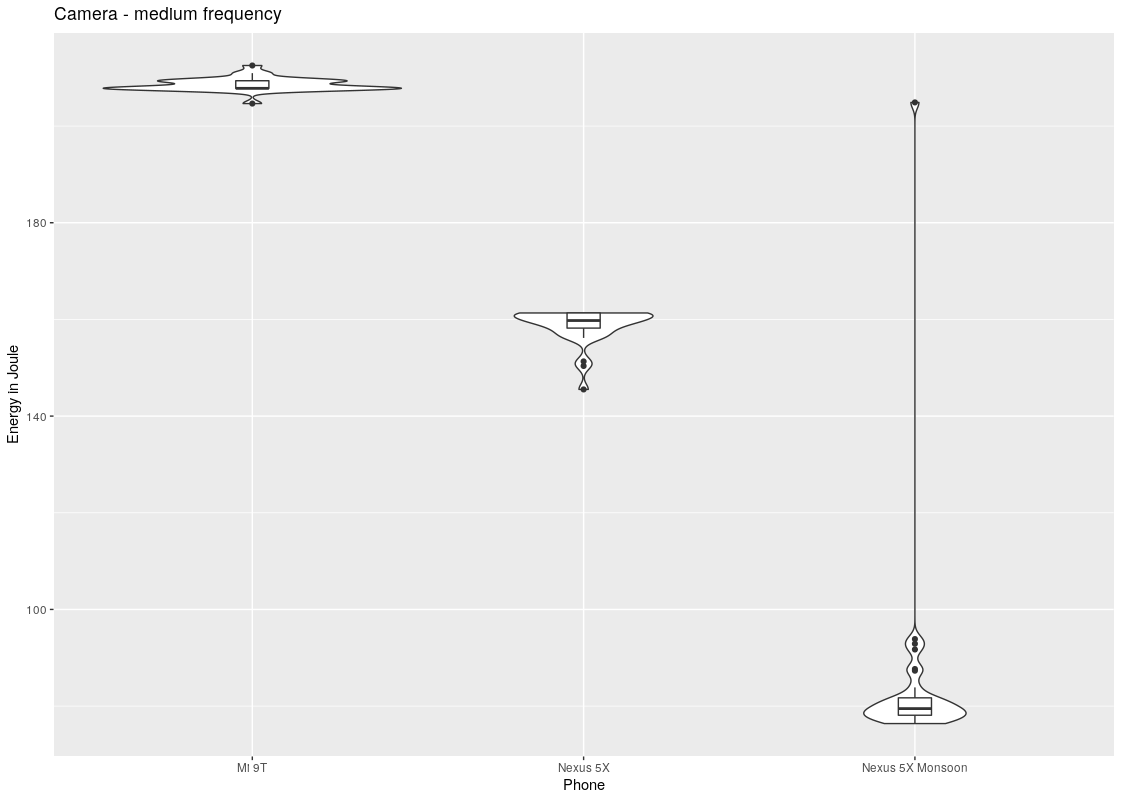 Camera - medium frequency
Energy in Joule
180
140
100
MI 9T
Nexus 5X
Nexus 5X Monsoon
Phone